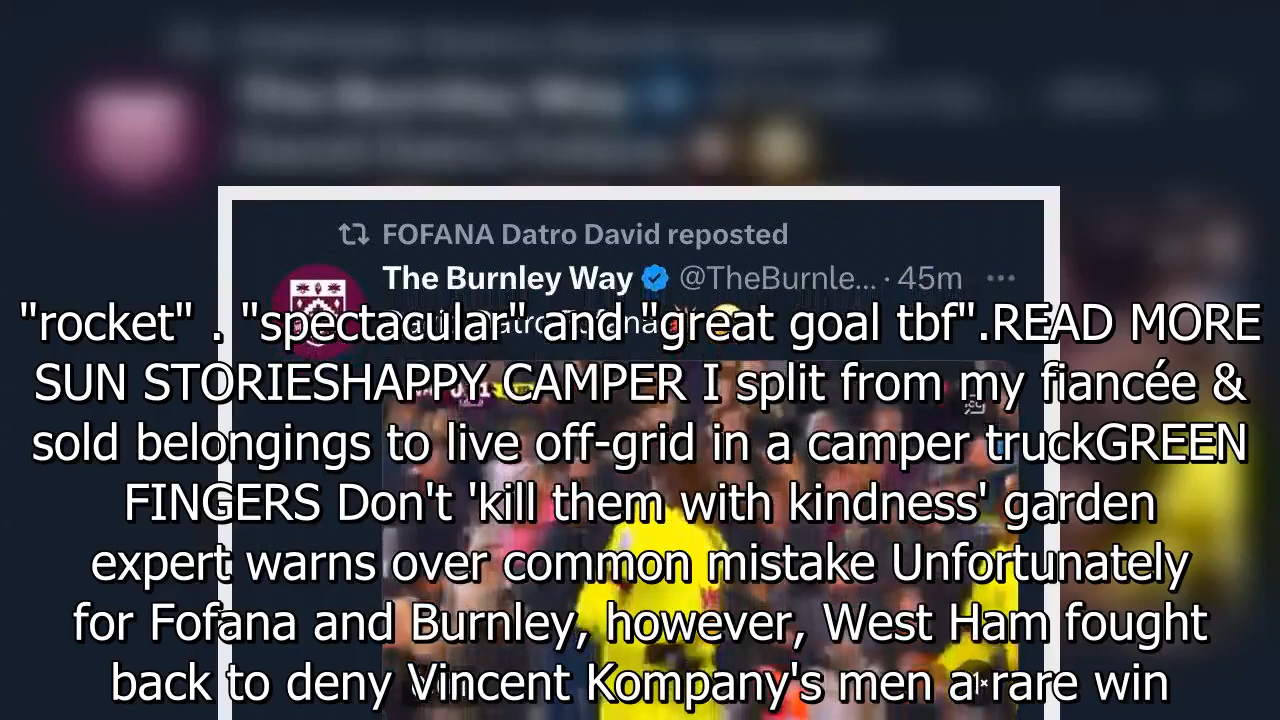 FOFANA Datro David reposted
The Burnley Way @TheBurnle... · 45m ...
"rocket" . "spectacular" and "great goal tbf".READ MORE
SUN STORIESHAPPY CAMPER I split from my fiancée &
sold belongings to live off-grid in a camper truckGREEN
FINGERS Don't 'kill them with kindness' garden
expert warns over common mistake Unfortunately
for Fofana and Burnley, however, West Ham fought
back to deny Vincent Kompany's men a rare win